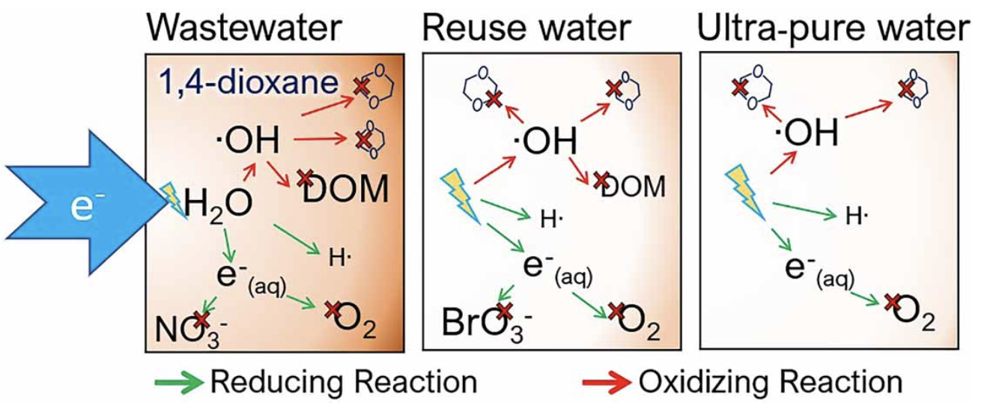 Wastewater
Reuse water
Ultra-pure water
e⁻
1,4-dioxane
·OH
H₂O
DOM
H·
e⁻(aq)
NO₃⁻
O₂
·OH
DOM
H·
e⁻(aq)
BrO₃⁻
O₂
·OH
H·
e⁻(aq)
O₂
Reducing Reaction
Oxidizing Reaction